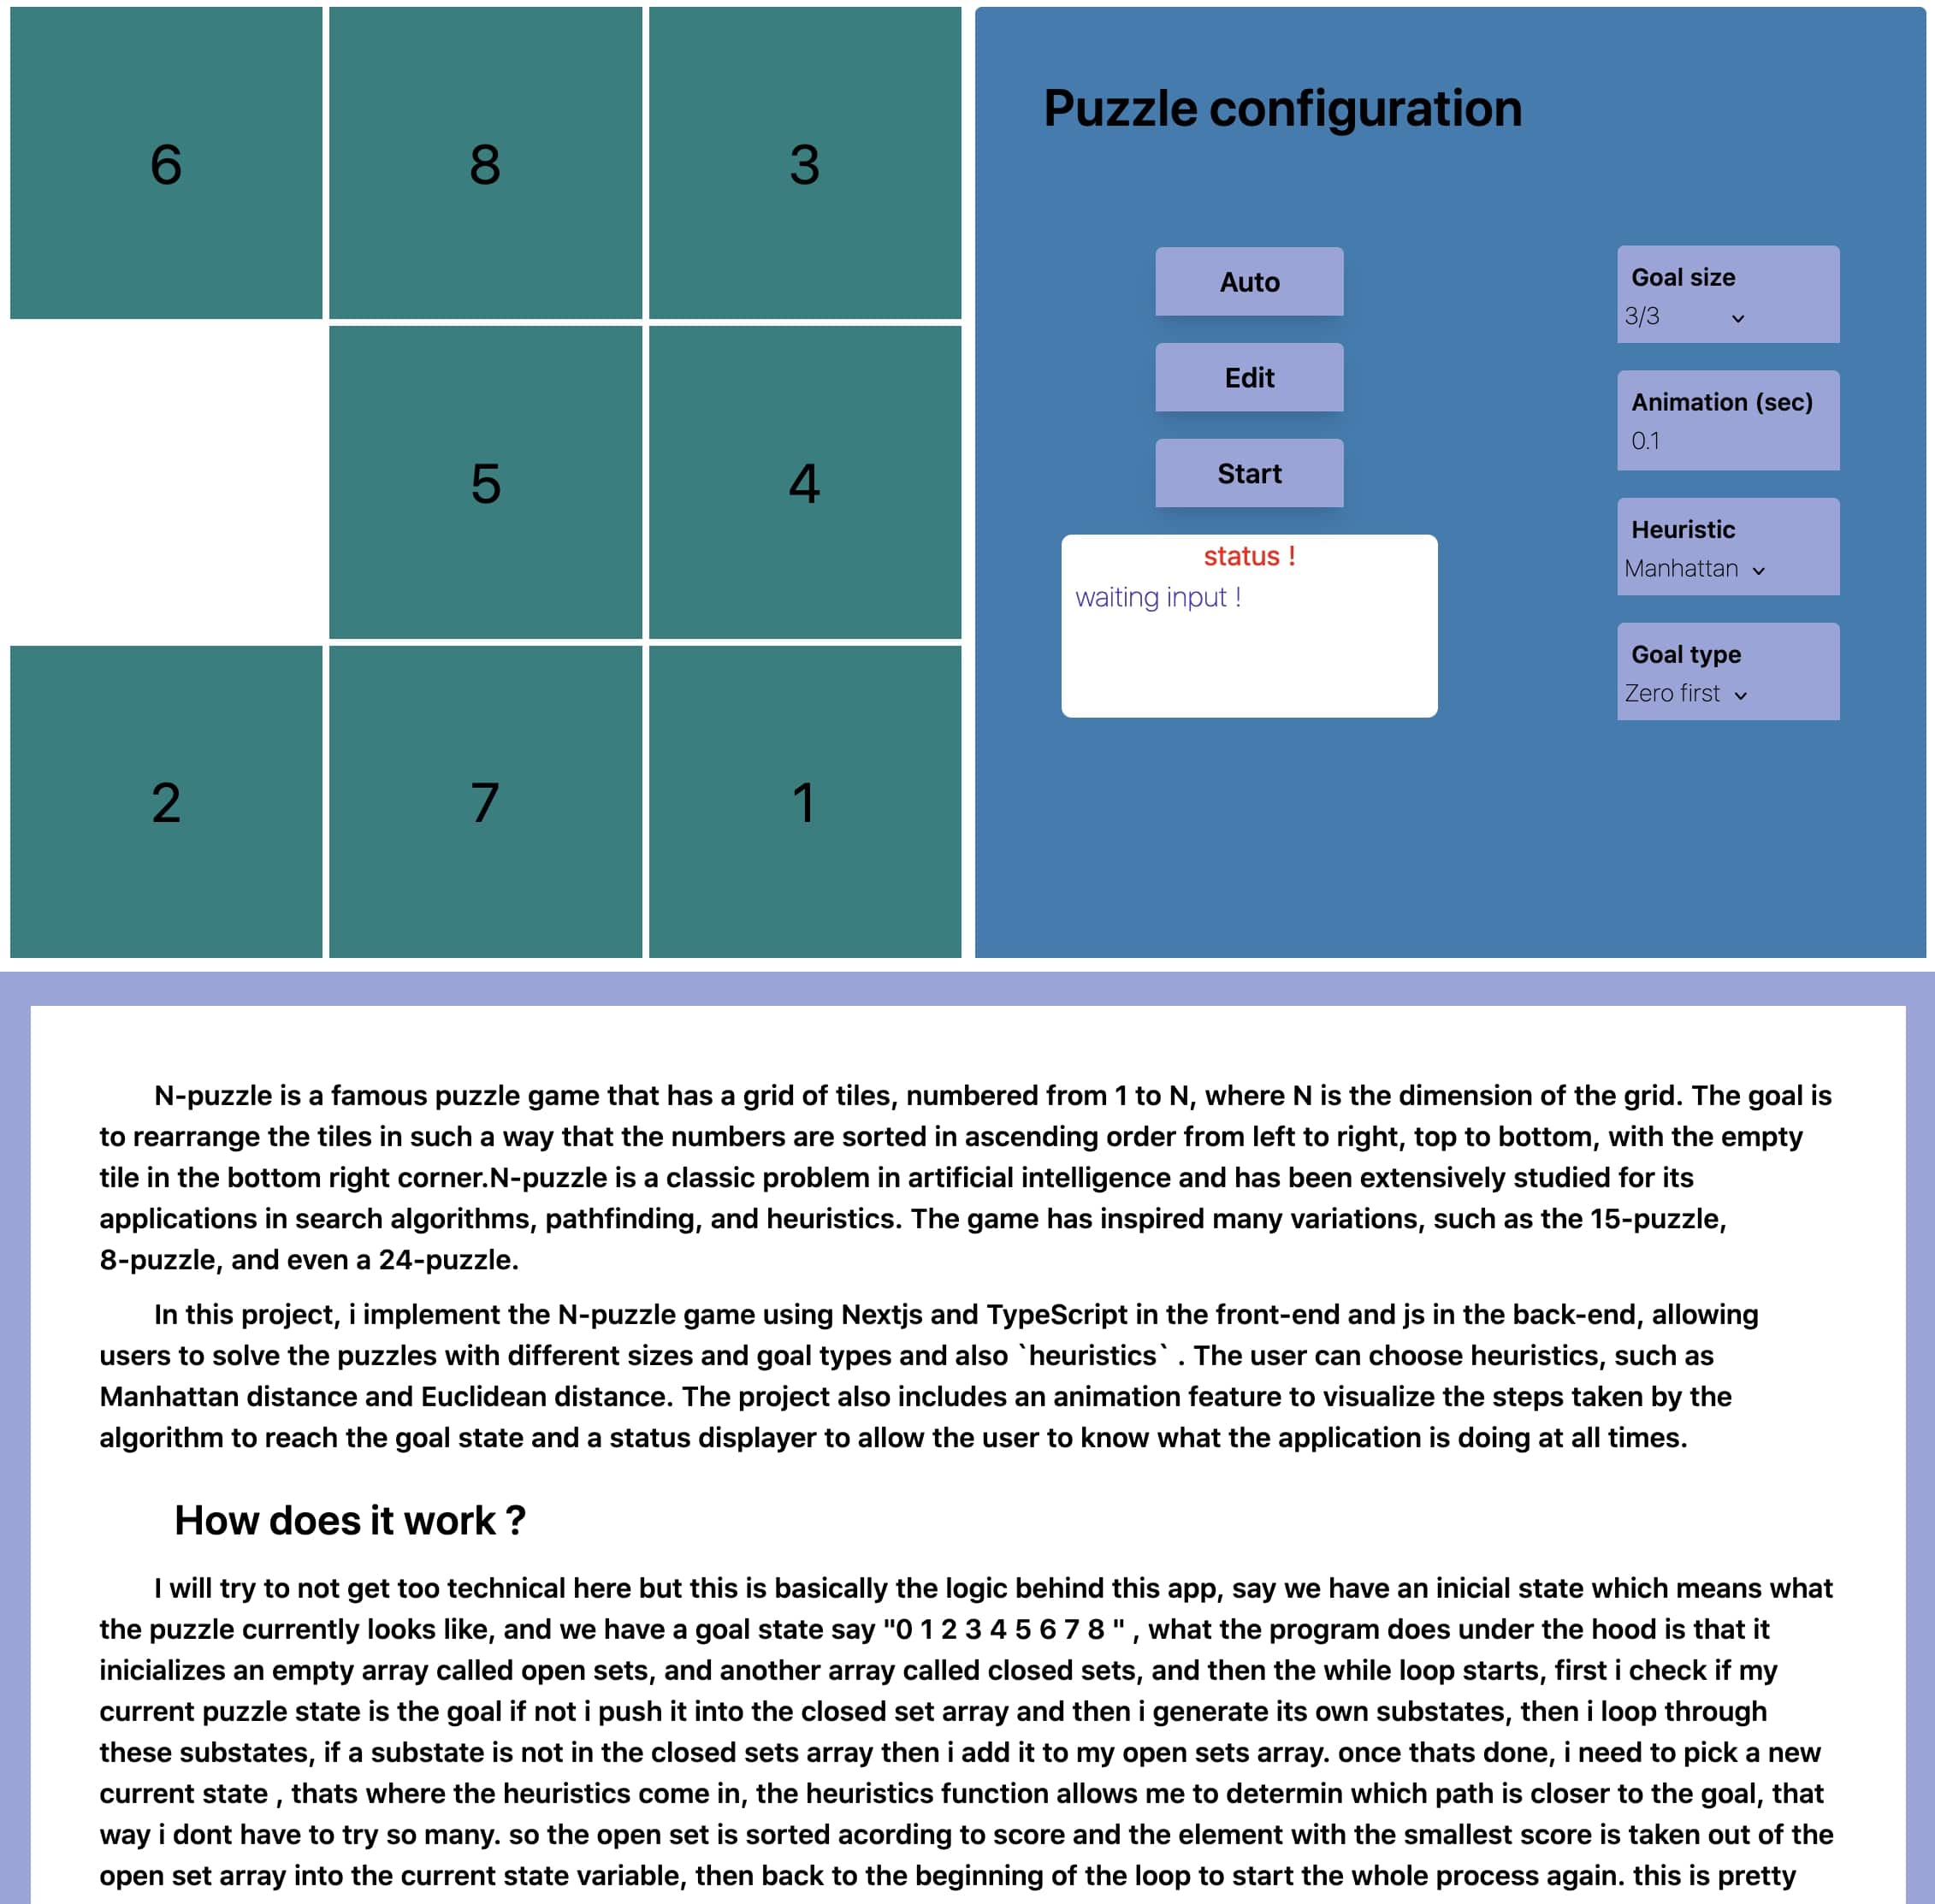 6 8 3
5 4
2 7 1
Puzzle configuration
Auto
Edit
Start
status !
waiting input !
Goal size
3/3
Animation (sec)
0.1
Heuristic
Manhattan
Goal type
Zero first
N-puzzle is a famous puzzle game that has a grid of tiles, numbered from 1 to N, where N is the dimension of the grid. The goal is
to rearrange the tiles in such a way that the numbers are sorted in ascending order from left to right, top to bottom, with the empty
tile in the bottom right corner.N-puzzle is a classic problem in artificial intelligence and has been extensively studied for its
applications in search algorithms, pathfinding, and heuristics. The game has inspired many variations, such as the 15-puzzle,
8-puzzle, and even a 24-puzzle.
In this project, i implement the N-puzzle game using Nextjs and TypeScript in the front-end and js in the back-end, allowing
users to solve the puzzles with different sizes and goal types and also `heuristics` . The user can choose heuristics, such as
Manhattan distance and Euclidean distance. The project also includes an animation feature to visualize the steps taken by the
algorithm to reach the goal state and a status displayer to allow the user to know what the application is doing at all times.
How does it work ?
I will try to not get too technical here but this is basically the logic behind this app, say we have an inicial state which means what
the puzzle currently looks like, and we have a goal state say "0 1 2 3 4 5 6 7 8 " , what the program does under the hood is that it
inicializes an empty array called open sets, and another array called closed sets, and then the while loop starts, first i check if my
current puzzle state is the goal if not i push it into the closed set array and then i generate its own substates, then i loop through
these substates, if a substate is not in the closed sets array then i add it to my open sets array. once thats done, i need to pick a new
current state , thats where the heuristics come in, the heuristics function allows me to determin which path is closer to the goal, that
way i dont have to try so many. so the open set is sorted acording to score and the element with the smallest score is taken out of the
open set array into the current state variable, then back to the beginning of the loop to start the whole process again. this is pretty